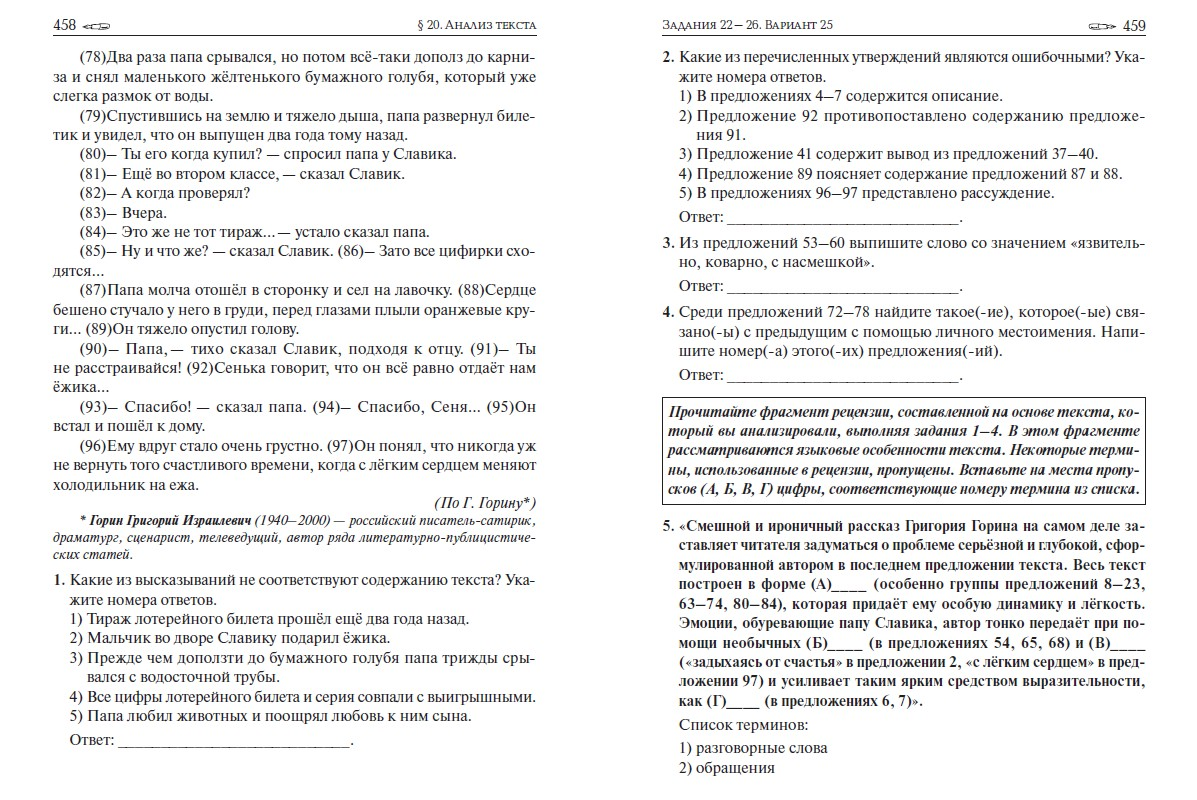 458
§ 20. Анализ текста
(78)Два раза папа срывался, но потом всё-таки дополз до карни-
за и снял маленького жёлтенького бумажного голубя, который уже
слегка размок от воды.
(79)Спустившись на землю и тяжело дыша, папа развернул биле-
тик и увидел, что он выпущен два года тому назад.
(80)– Ты его когда купил? — спросил папа у Славика.
(81)– Ещё во втором классе, — сказал Славик.
(82)– А когда проверял?
(83)– Вчера.
(84)– Это же не тот тираж... — устало сказал папа.
(85)– Ну и что же? — сказал Славик. (86)– Зато все цифирки схо-
дятся...
(87)Папа молча отошёл в сторонку и сел на лавочку. (88)Сердце
бешено стучало у него в груди, перед глазами плыли оранжевые кру-
ги... (89)Он тяжело опустил голову.
(90)– Папа, — тихо сказал Славик, подходя к отцу. (91)– Ты
не расстраивайся! (92)Сенька говорит, что он всё равно отдаёт нам
ёжика...
(93)– Спасибо! — сказал папа. (94)– Спасибо, Сеня... (95)Он
встал и пошёл к дому.
(96)Ему вдруг стало очень грустно. (97)Он понял, что никогда уж
не вернуть того счастливого времени, когда с лёгким сердцем меняют
холодильник на ежа.
(По Г. Горину*)
* Горин Григорий Израилевич (1940—2000) — российский писатель-сатирик,
драматург, сценарист, телеведущий, автор ряда литературно-публицистиче-
ских статей.
1. Какие из высказываний не соответствуют содержанию текста? Ука-
жите номера ответов.
1) Тираж лотерейного билета прошёл ещё два года назад.
2) Мальчик во дворе Славику подарил ёжика.
3) Прежде чем доползти до бумажного голубя папа трижды сры-
вался с водосточной трубы.
4) Все цифры лотерейного билета и серия совпали с выигрышными.
5) Папа любил животных и поощрял любовь к ним сына.
Ответ: ______________________________.
Задания 22—26. Вариант 25
459
2. Какие из перечисленных утверждений являются ошибочными? Ука-
жите номера ответов.
1) В предложениях 4—7 содержится описание.
2) Предложение 92 противопоставлено содержанию предложе-
ния 91.
3) Предложение 41 содержит вывод из предложений 37—40.
4) Предложение 89 поясняет содержание предложений 87 и 88.
5) В предложениях 96—97 представлено рассуждение.
Ответ: ______________________________.
3. Из предложений 53—60 выпишите слово со значением «язвитель-
но, коварно, с насмешкой».
Ответ: ______________________________.
4. Среди предложений 72—78 найдите такое(-ие), которое(-ые) свя-
зано(-ы) с предыдущим с помощью личного местоимения. Напи-
шите номер(-а) этого(-их) предложения(-ий).
Ответ: ______________________________.
Прочитайте фрагмент рецензии, составленной на основе текста, ко-
торый вы анализировали, выполняя задания 1—4. В этом фрагменте
рассматриваются языковые особенности текста. Некоторые терми-
ны, использованные в рецензии, пропущены. Вставьте на места пропу-
сков (А, Б, В, Г) цифры, соответствующие номеру термина из списка.
5. «Смешной и ироничный рассказ Григория Горина на самом деле за-
ставляет читателя задуматься о проблеме серьёзной и глубокой, сфор-
мулированной автором в последнем предложении текста. Весь текст
построен в форме (А)____ (особенно группы предложений 8—23,
63—74, 80—84), которая придаёт ему особую динамику и лёгкость.
Эмоции, обуревающие папу Славика, автор тонко передаёт при по-
мощи необычных (Б)____ (в предложениях 54, 65, 68) и (В)____
(«задыхаясь от счастья» в предложении 2, «с лёгким сердцем» в пред-
ложении 97) и усиливает таким ярким средством выразительности,
как (Г)____ (в предложениях 6, 7)».
Список терминов:
1) разговорные слова
2) обращения